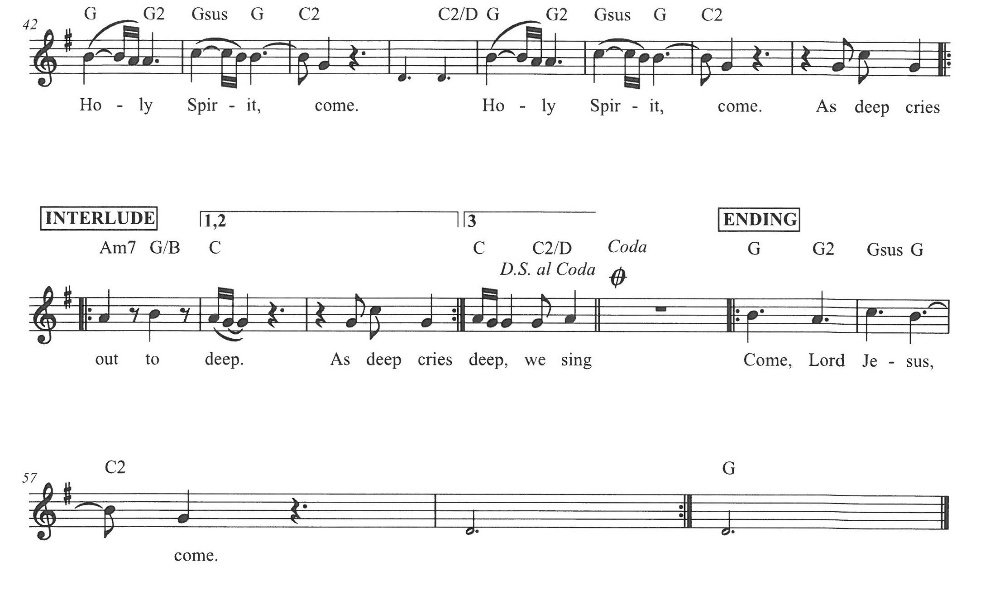 42 G G2 Gsus G C2 C2/D G G2 Gsus G C2
Ho - ly Spir - it, come. Ho - ly Spir - it, come. As deep cries
INTERLUDE 1,2 3 ENDING
Am7 G/B C C C2/D Coda G G2 Gsus G
D.S. al Coda
out to deep. As deep cries deep, we sing Come, Lord Je - sus,
57 C2 G
come.